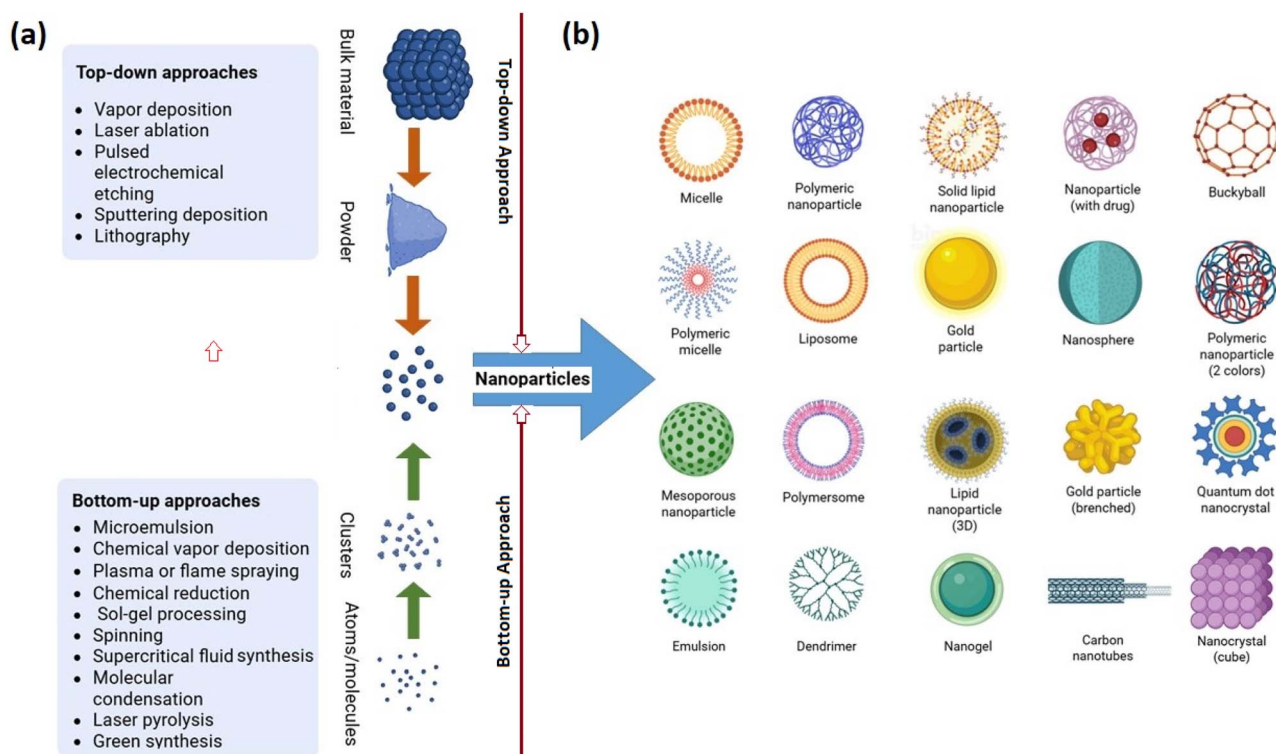 (a)
Top-down approaches
• Vapor deposition
• Laser ablation
• Pulsed
electrochemical
etching
• Sputtering deposition
• Lithography
Bulk material
Powder
Top-down Approach
Nanoparticles
Bottom-up approaches
• Microemulsion
• Chemical vapor deposition
• Plasma or flame spraying
• Chemical reduction
• Sol-gel processing
• Spinning
• Supercritical fluid synthesis
• Molecular
condensation
• Laser pyrolysis
• Green synthesis
Clusters
Atoms/molecules
Bottom-up Approach
(b)
Micelle
Polymeric
nanoparticle
Solid lipid
nanoparticle
Nanoparticle
(with drug)
Buckyball
Polymeric
micelle
Liposome
Gold
particle
Nanosphere
Polymeric
nanoparticle
(2 colors)
Mesoporous
nanoparticle
Polymersome
Lipid
nanoparticle
(3D)
Gold particle
(brenched)
Quantum dot
nanocrystal
Emulsion
Dendrimer
Nanogel
Carbon
nanotubes
Nanocrystal
(cube)